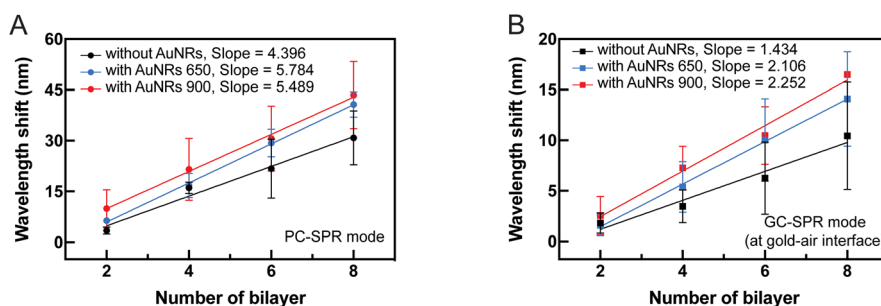 A
60
45
30
15
0
Wavelength shift (nm)
without AuNRs, Slope = 4.396
with AuNRs 650, Slope = 5.784
with AuNRs 900, Slope = 5.489
PC-SPR mode
2 4 6 8
Number of bilayer
B
20
15
10
5
0
Wavelength shift (nm)
without AuNRs, Slope = 1.434
with AuNRs 650, Slope = 2.106
with AuNRs 900, Slope = 2.252
GC-SPR mode
(at gold-air interface
2 4 6 8
Number of bilayer